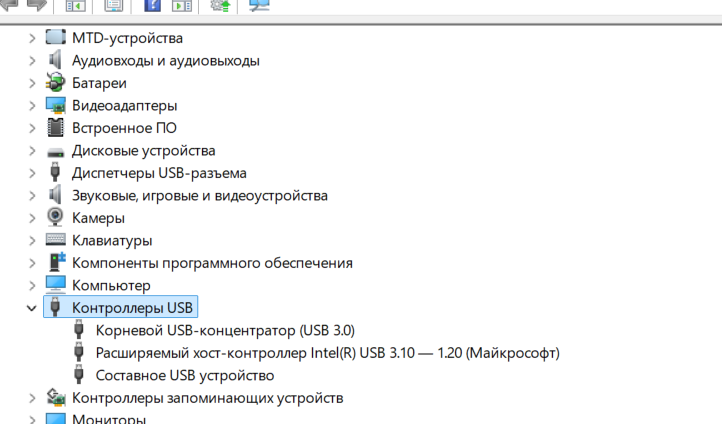 MTD-устройства
Аудиовходы и аудиовыходы
Батареи
Видеоадаптеры
Встроенное ПО
Дисковые устройства
Диспетчеры USB-разъема
Звуковые, игровые и видеоустройства
Камеры
Клавиатуры
Компоненты программного обеспечения
Компьютер
Контроллеры USB
Корневой USB-концентратор (USB 3.0)
Расширяемый хост-контроллер Intel(R) USB 3.10 — 1.20 (Майкрософт)
Составное USB устройство
Контроллеры запоминающих устройств
Мониторы